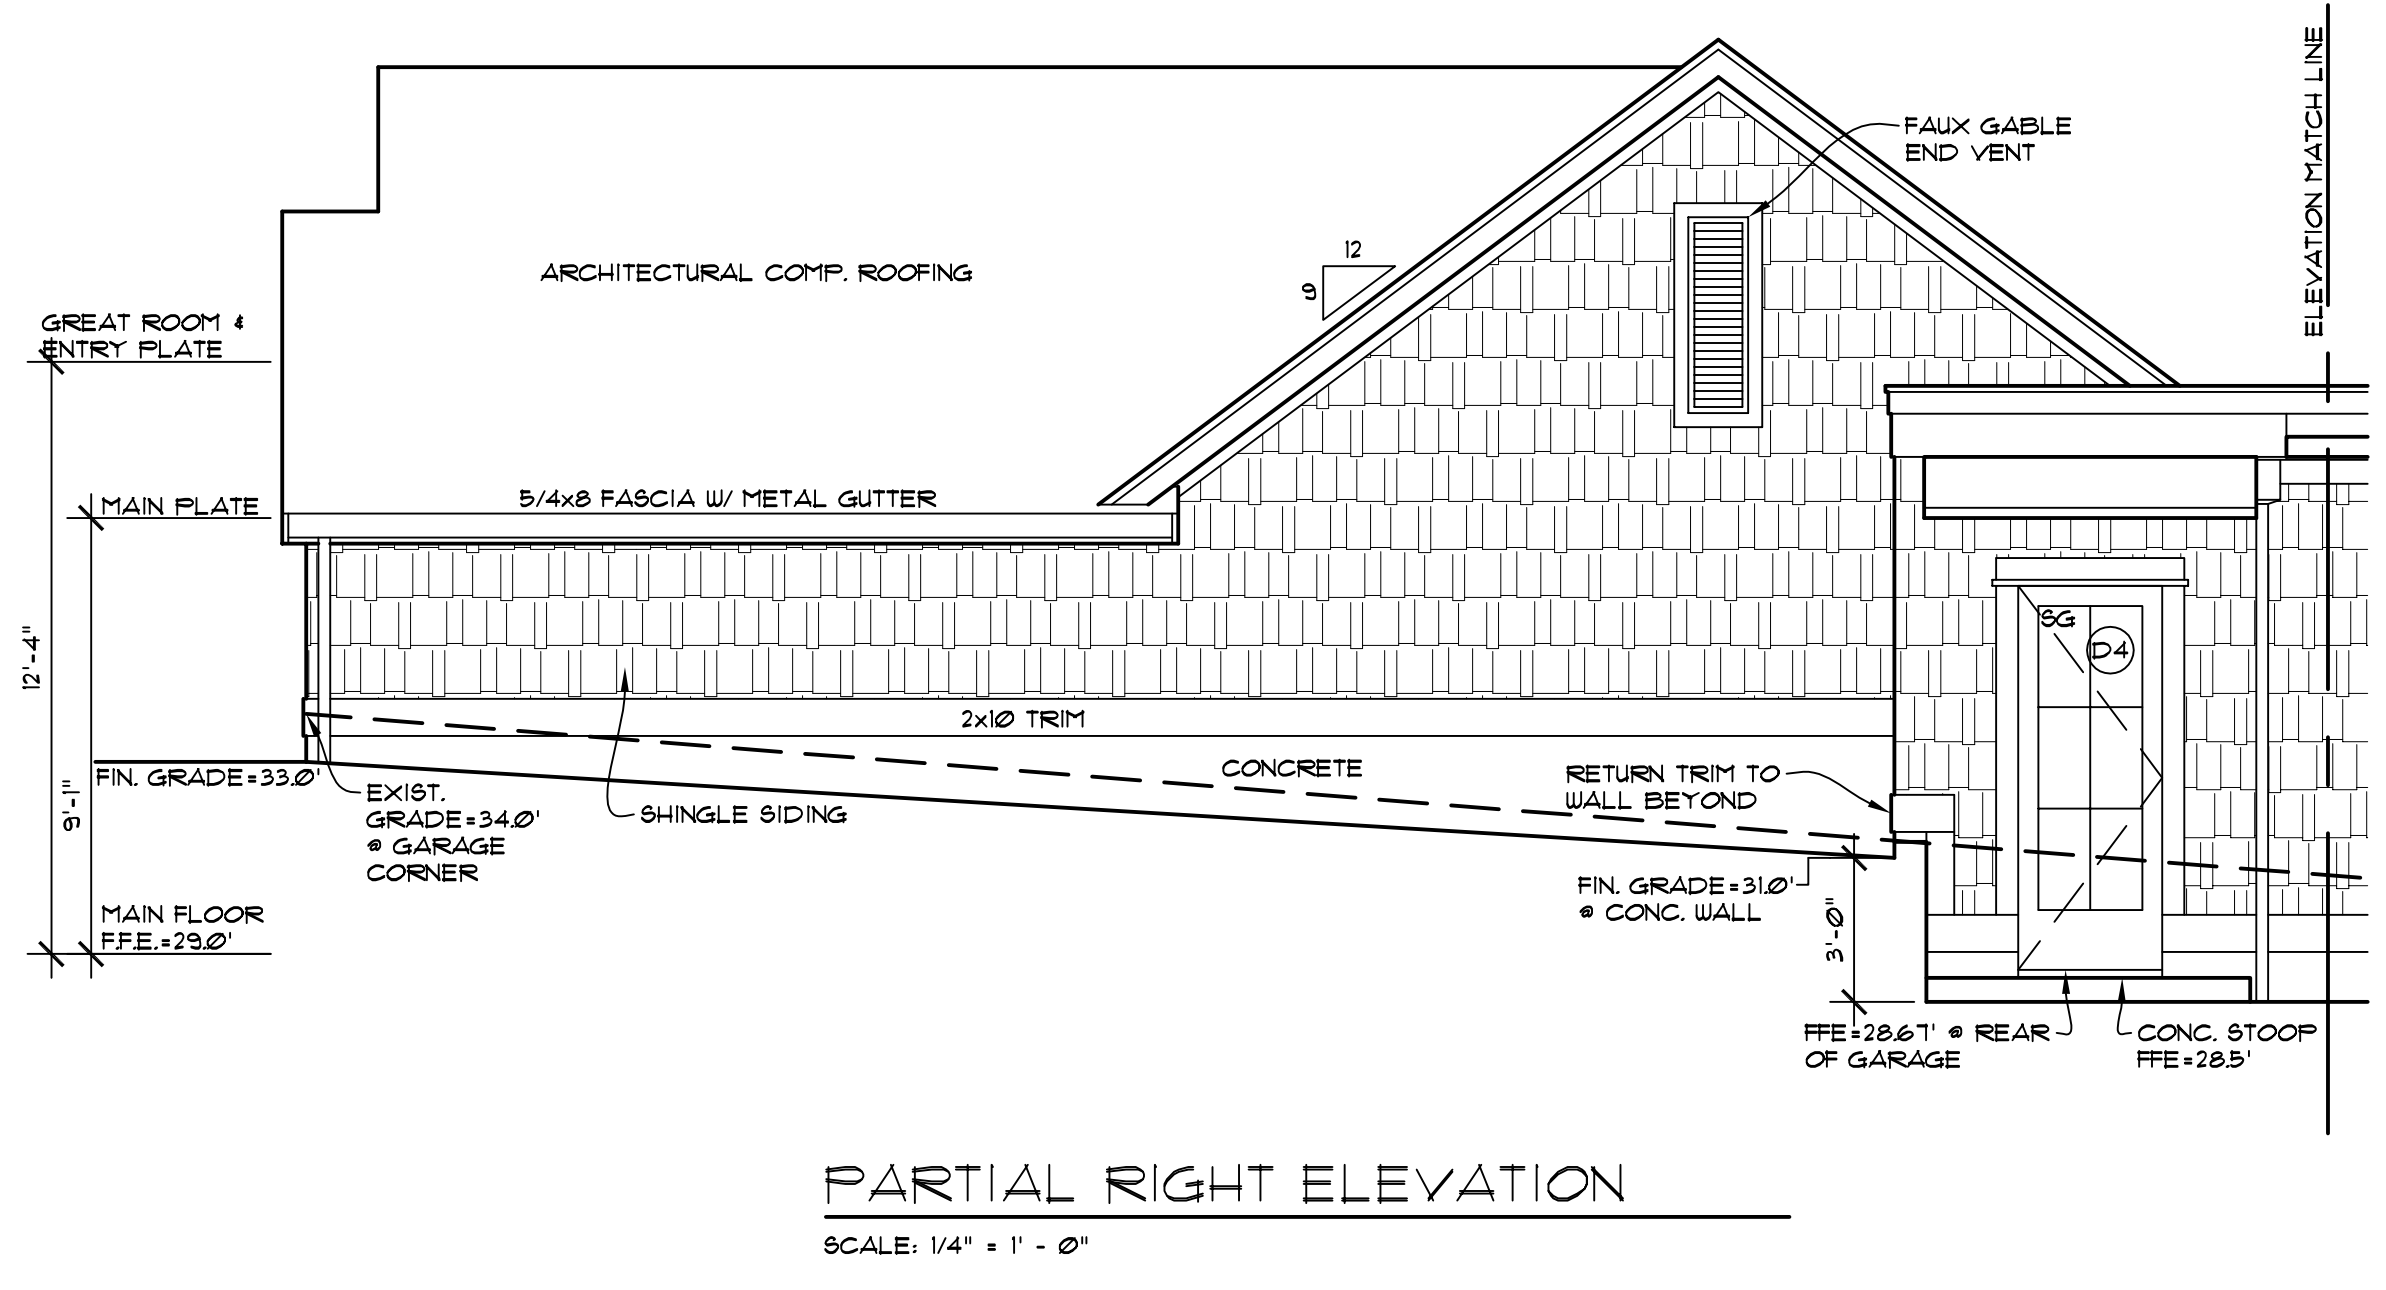 ELEVATION MATCH LINE
FAUX GABLE
END VENT
12
9
ARCHITECTURAL COMP. ROOFING
GREAT ROOM &
ENTRY PLATE
MAIN PLATE
5/4x8 FASCIA W/ METAL GUTTER
12'-4"
9'-1"
SG
D4
2x10 TRIM
CONCRETE
FIN. GRADE=33.0'
EXIST.
GRADE=34.0'
@ GARAGE
CORNER
SHINGLE SIDING
RETURN TRIM TO
WALL BEYOND
FIN. GRADE=31.0'
@ CONC. WALL
3'-0"
MAIN FLOOR
F.F.E.=29.0'
FFE=28.67' @ REAR
OF GARAGE
CONC. STOOP
FFE=28.5'
PARTIAL RIGHT ELEVATION
SCALE: 1/4" = 1' - 0"